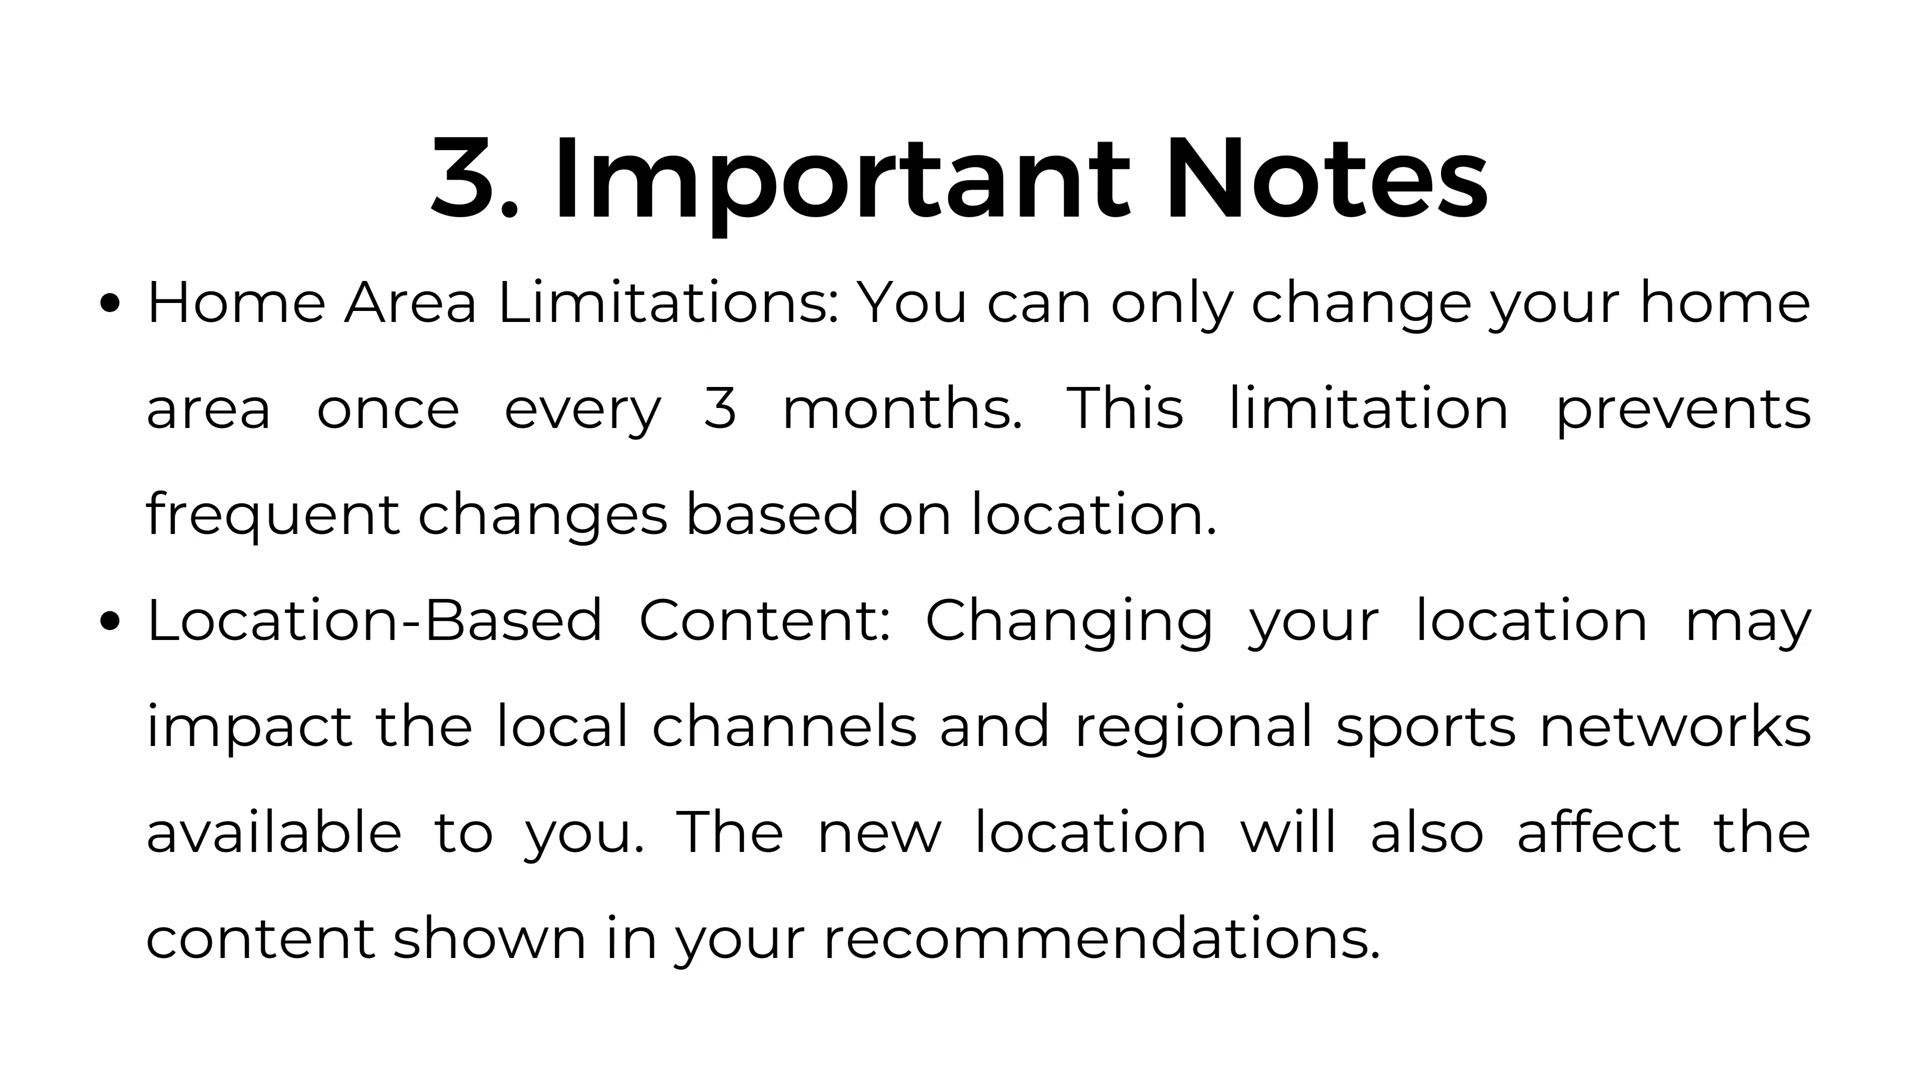 3. Important Notes
• Home Area Limitations: You can only change your home
area once every 3 months. This limitation prevents
frequent changes based on location.
• Location-Based Content: Changing your location may
impact the local channels and regional sports networks
available to you. The new location will also affect the
content shown in your recommendations.